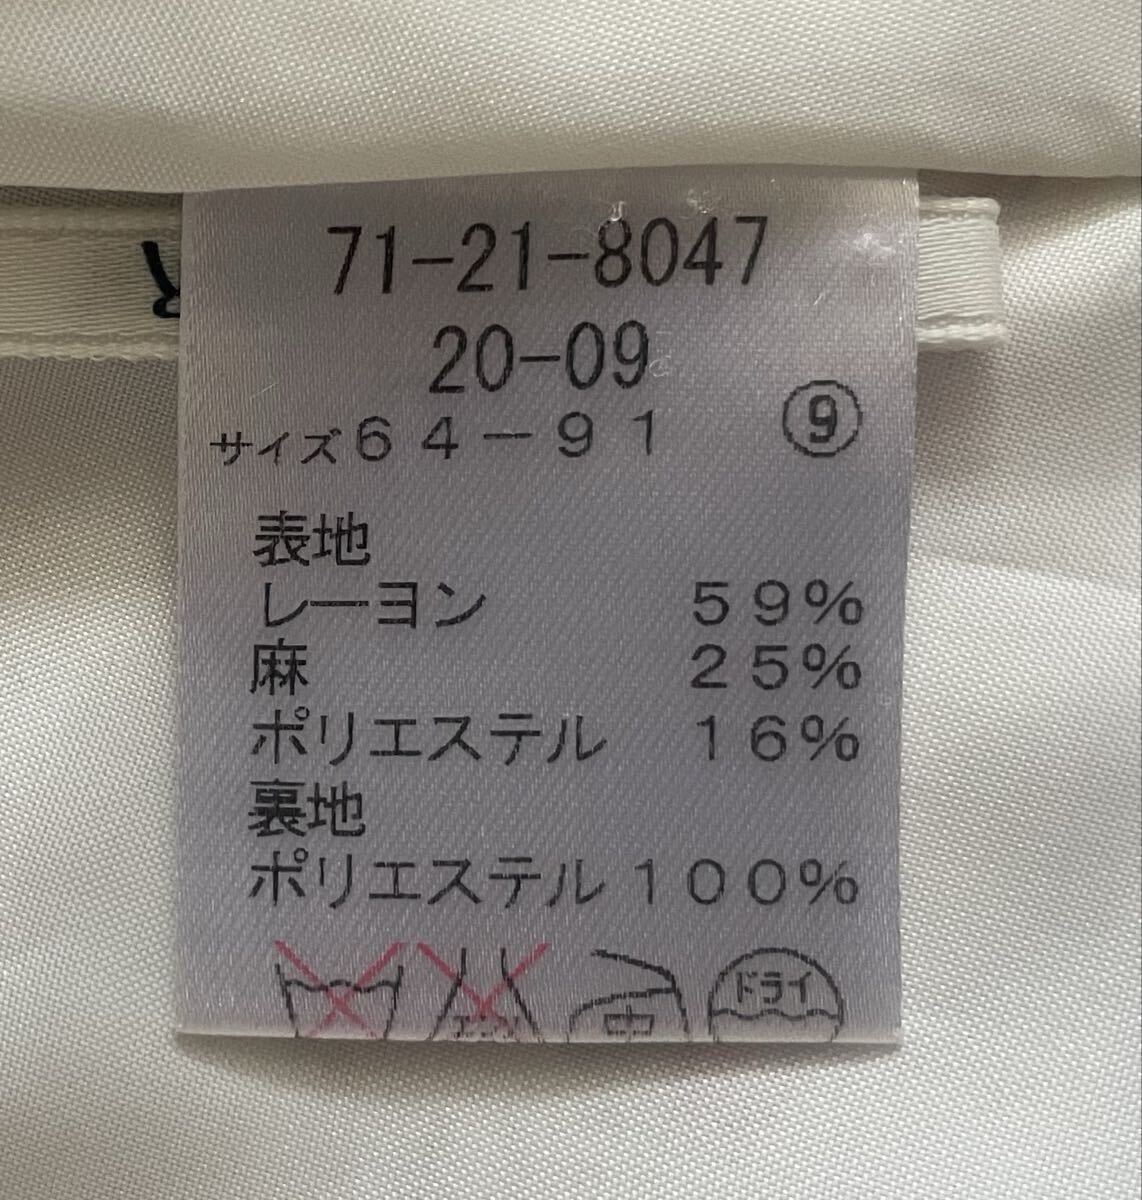 71-21-8047
20-09
サイズ64-91 ⑨
表地
レーヨン 59%
麻 25%
ポリエステル 16%
裏地
ポリエステル100%
中 ドライ